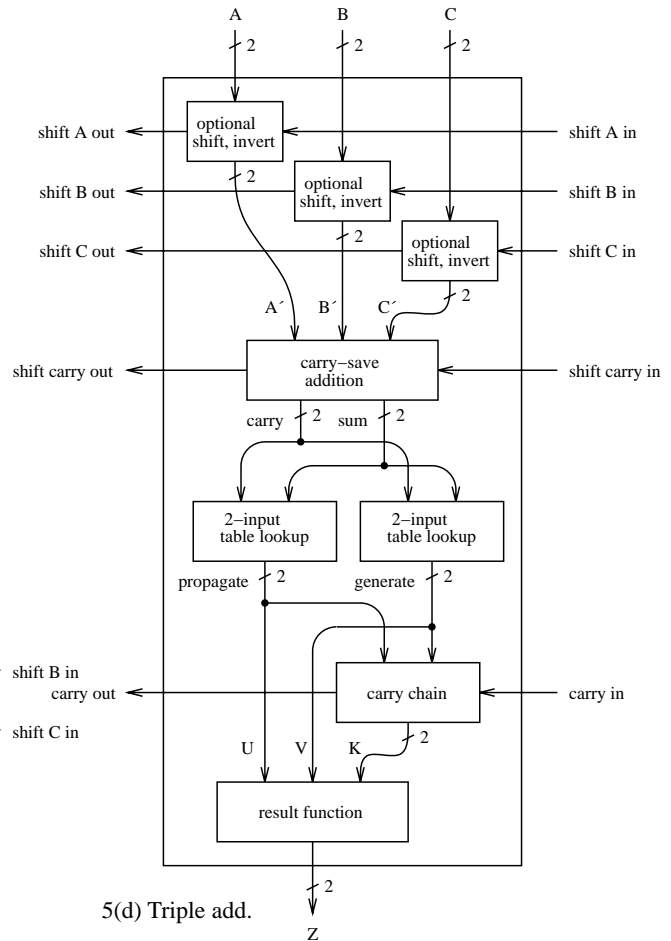 A B C
2 2 2
optional
shift, invert
shift A out
shift A in
2
optional
shift, invert
shift B out
shift B in
2
optional
shift, invert
shift C out
shift C in
2
A´ B´ C´
carry−save
addition
shift carry out
shift carry in
carry 2 sum 2
2−input
table lookup
2−input
table lookup
propagate 2 generate 2
shift B in
carry out
carry chain
carry in
shift C in
2
U V K
result function
2
5(d) Triple add.
Z